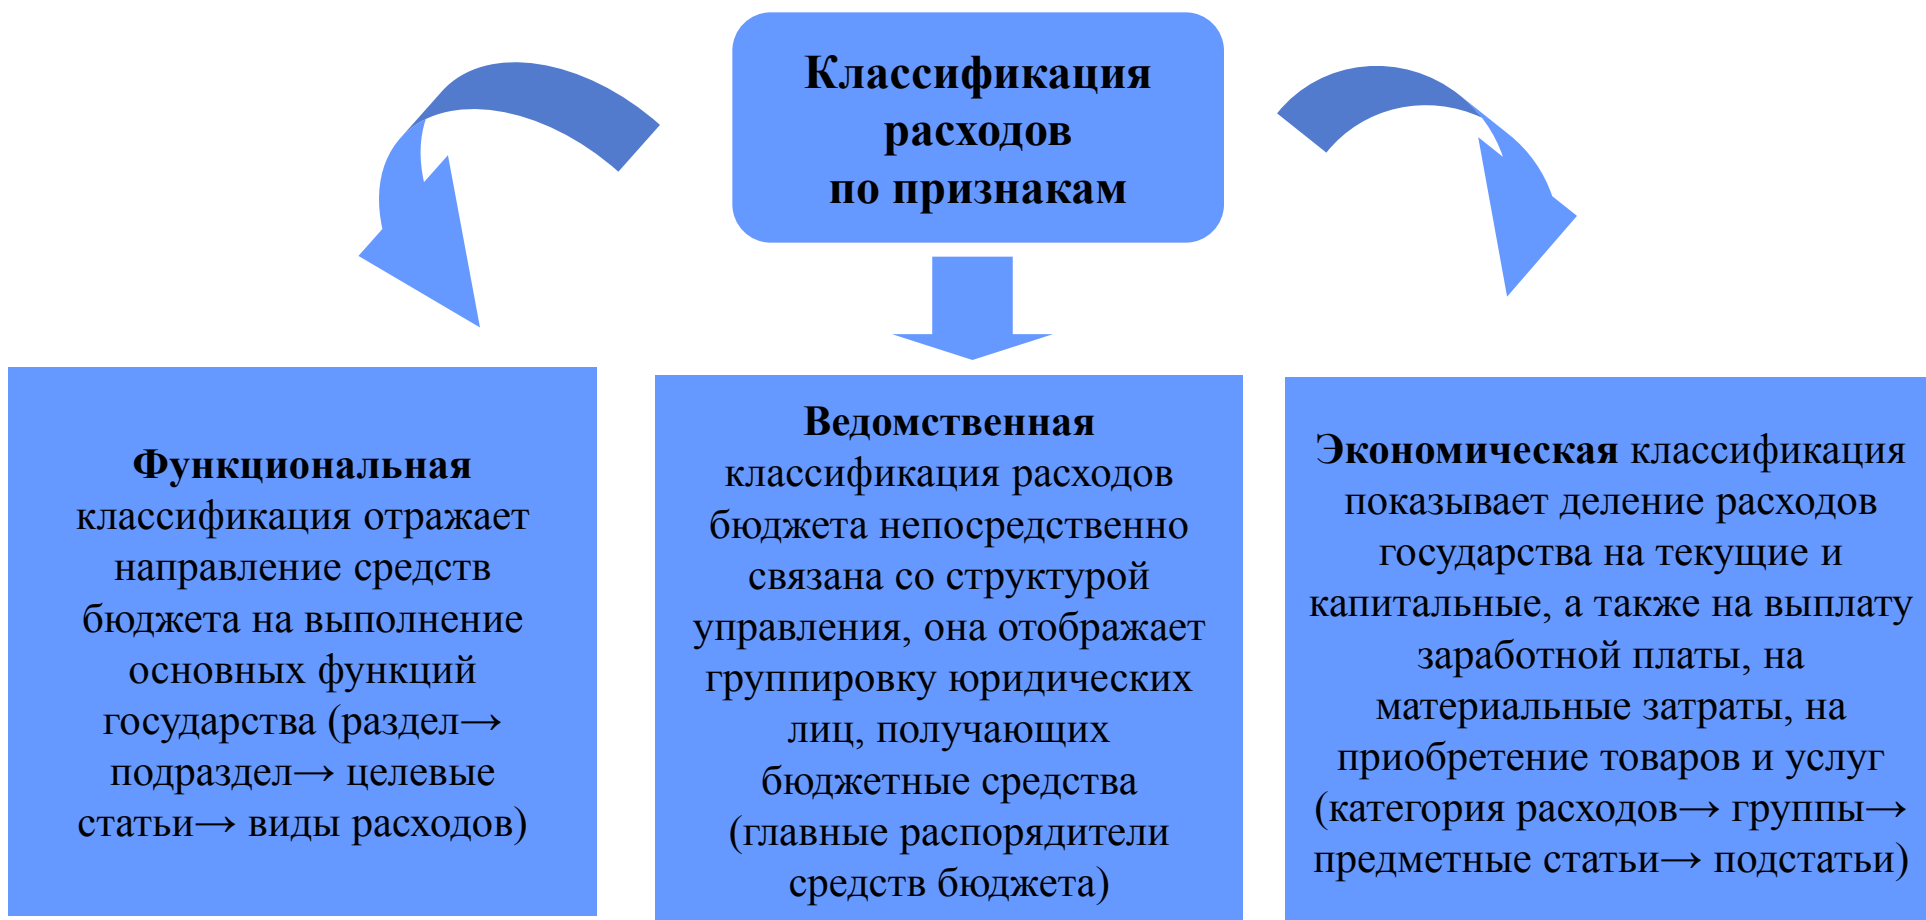 Классификация
расходов
по признакам
Функциональная
классификация отражает
направление средств
бюджета на выполнение
основных функций
государства (раздел→
подраздел→ целевые
статьи→ виды расходов)
Ведомственная
классификация расходов
бюджета непосредственно
связана со структурой
управления, она отображает
группировку юридических
лиц, получающих
бюджетные средства
(главные распорядители
средств бюджета)
Экономическая классификация
показывает деление расходов
государства на текущие и
капитальные, а также на выплату
заработной платы, на
материальные затраты, на
приобретение товаров и услуг
(категория расходов→ группы→
предметные статьи→ подстатьи)